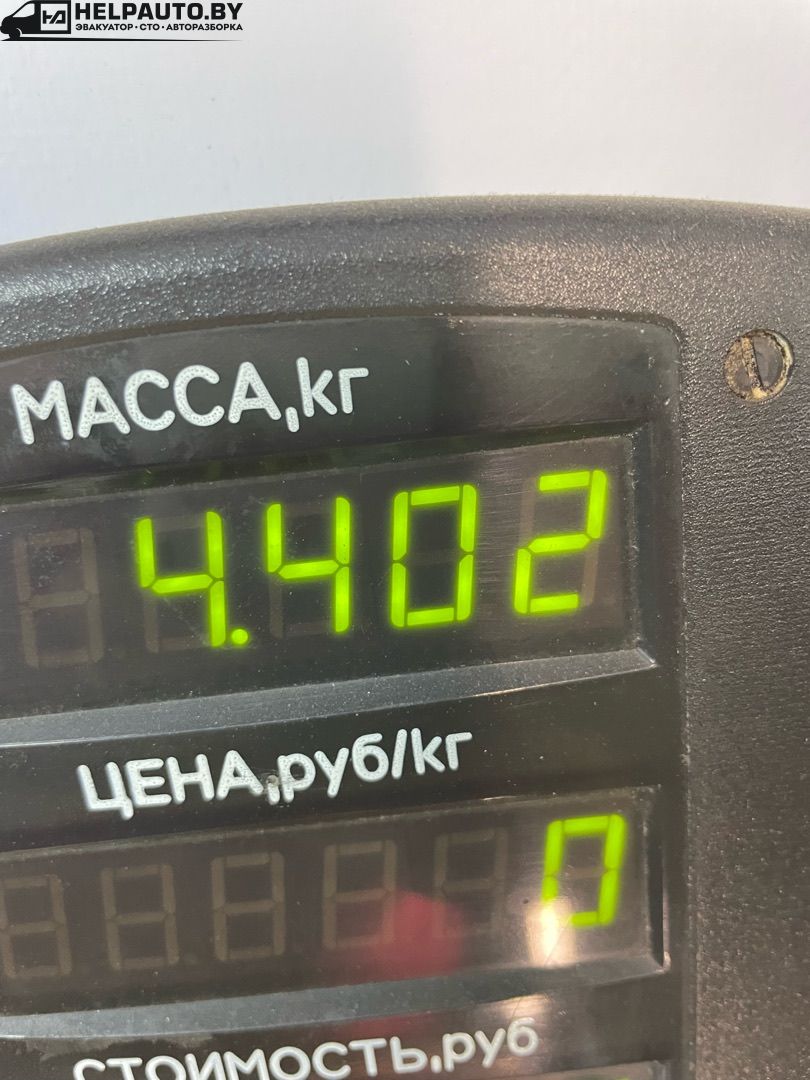 HELPAUTO.BY
ЭВАКУАТОР • СТО • АВТОРАЗБОРКА
МАССА,кг
4.402
ЦЕНА,руб/кг
0
СТОИМОСТЬ,руб